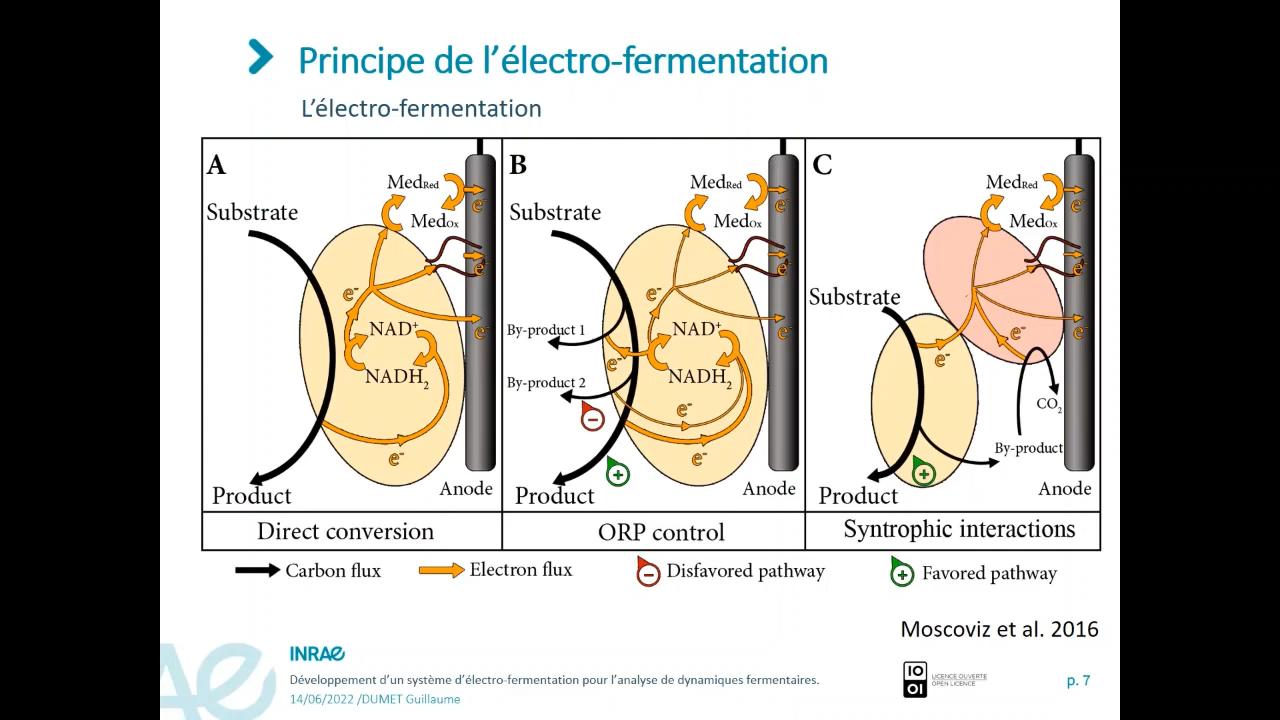 Principe de l’électro-fermentation
L’électro-fermentation
A
MedRed
e⁻
Substrate
MedOx
e⁻
e⁻
e⁻
NAD⁺
NADH₂
e⁻
Product
Anode
Direct conversion
B
MedRed
e⁻
Substrate
MedOx
e⁻
e⁻
By-product 1
NAD⁺
e⁻
e⁻
NADH₂
By-product 2
e⁻
−
e⁻
+
Product
Anode
ORP control
C
MedRed
e⁻
MedOx
e⁻
Substrate
e⁻
e⁻
e⁻
CO₂
By-product
+
Product
Anode
Syntrophic interactions
Carbon flux
Electron flux
− Disfavored pathway
+ Favored pathway
Moscoviz et al. 2016
INRAE
Développement d’un système d’électro-fermentation pour l’analyse de dynamiques fermentaires.
14/06/2022 /DUMET Guillaume
IO
OI
LICENCE OUVERTE
OPEN LICENCE
p. 7